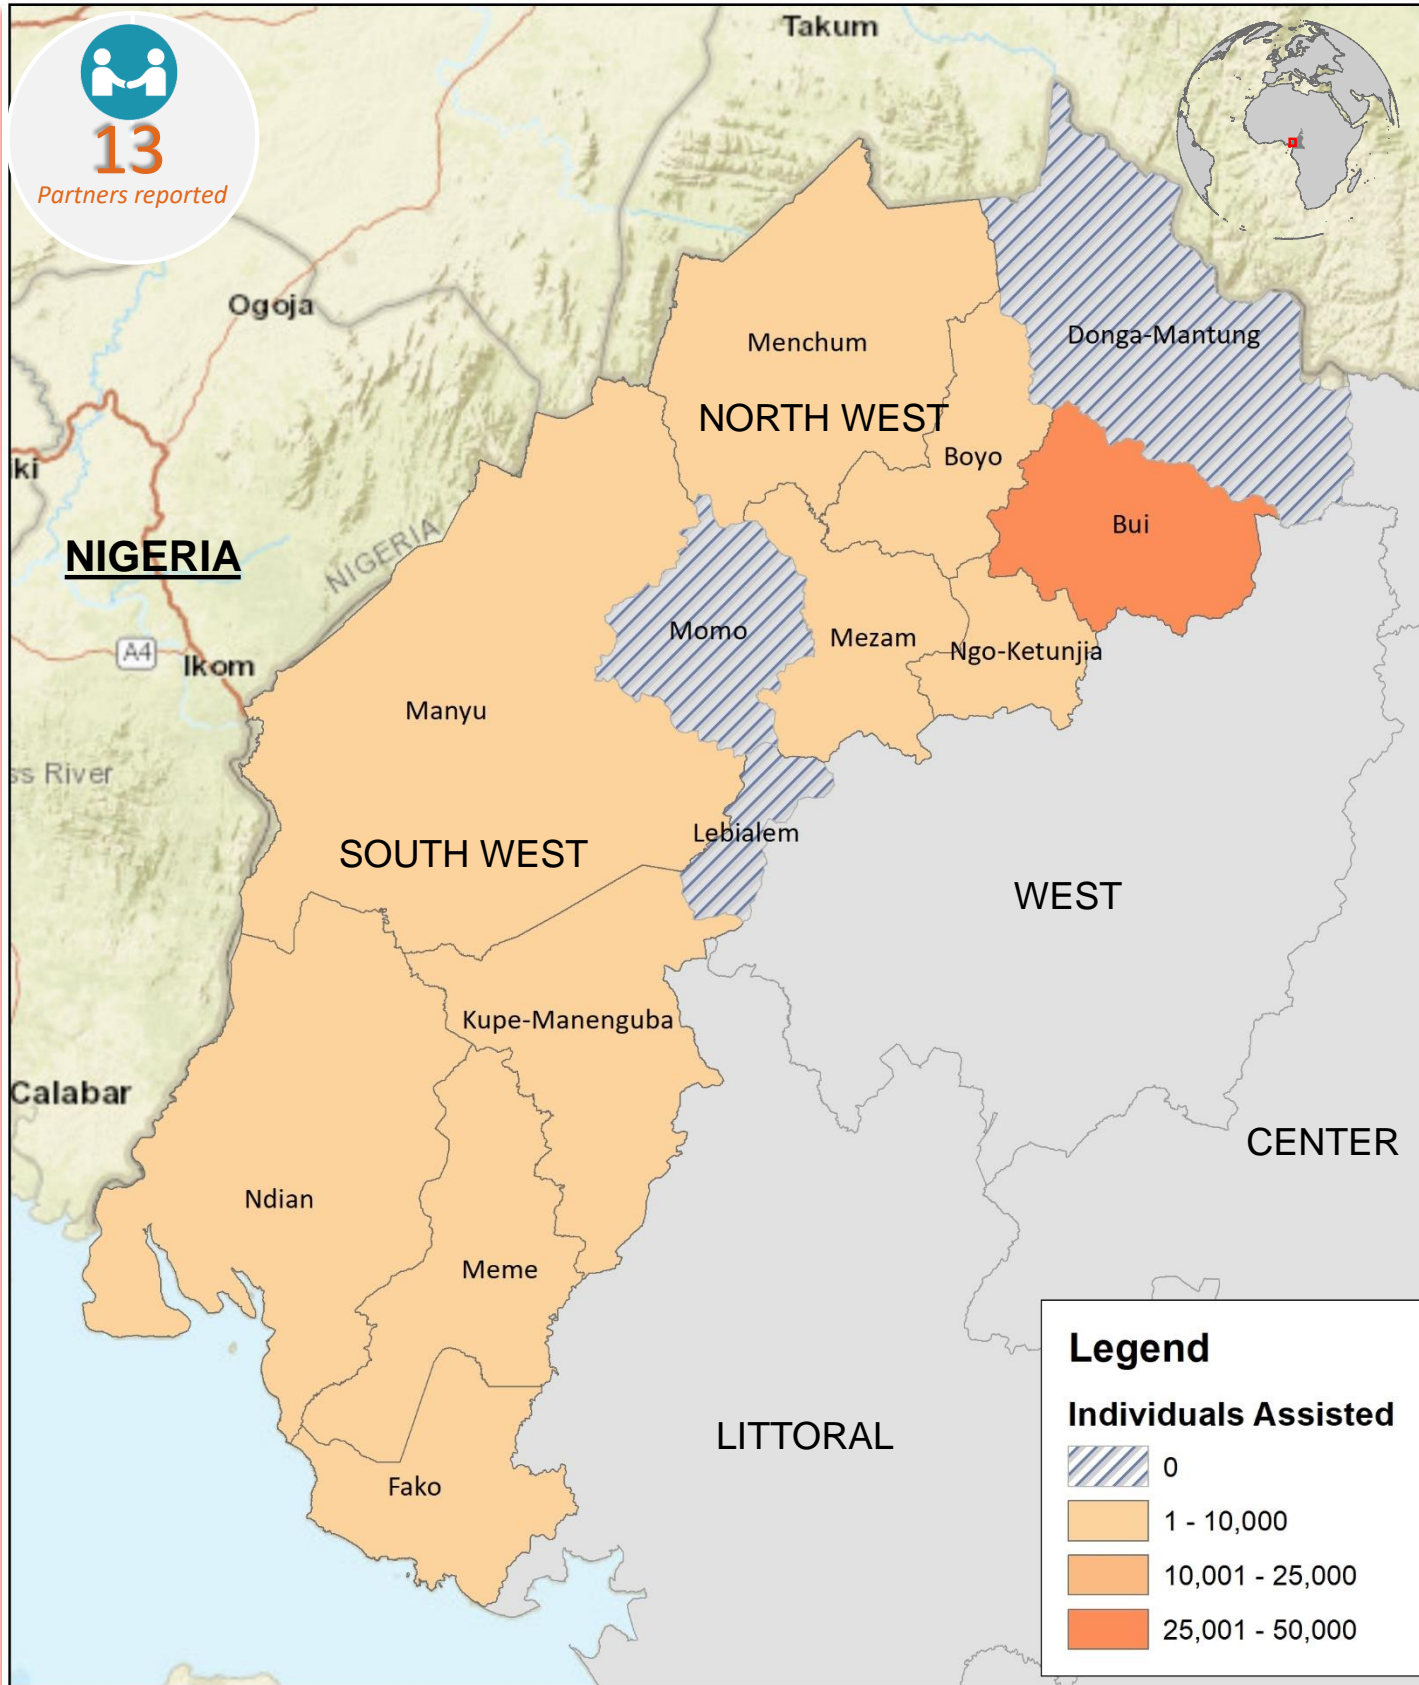 Takum
13
Partners reported
Ogoja
Donga-Mantung
Menchum
NORTH WEST
Boyo
iki
Bui
NIGERIA
NIGERIA
Momo
Mezam
Ngo-Ketunjia
A4
Ikom
Manyu
ss River
Lebialem
SOUTH WEST
WEST
Kupe-Manenguba
Calabar
CENTER
Ndian
Meme
Legend
Individuals Assisted
LITTORAL
0
Fako
1 - 10,000
10,001 - 25,000
25,001 - 50,000